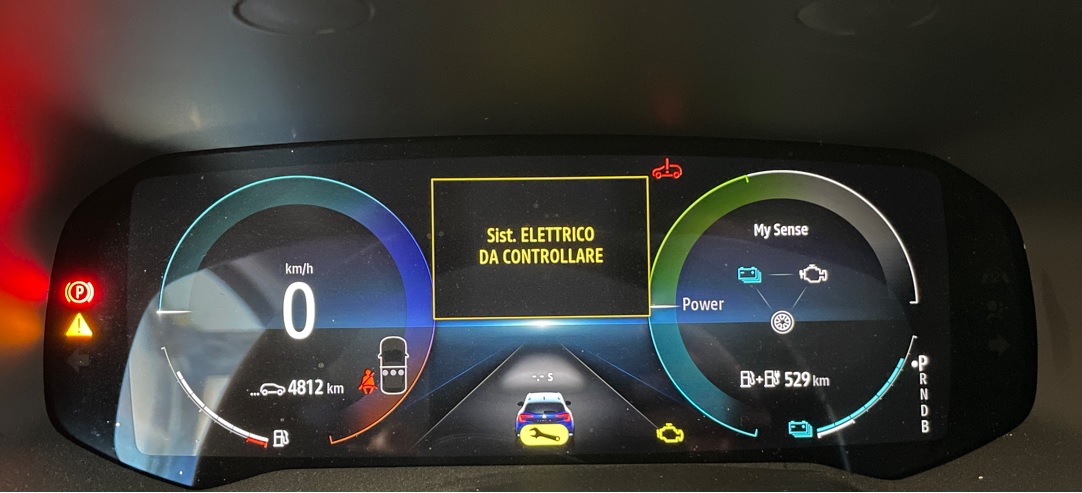 Sist. ELETTRICO
DA CONTROLLARE
km/h
0
...4812 km
My Sense
Power
+ 529 km
P
P
R
N
D
B
-.- s